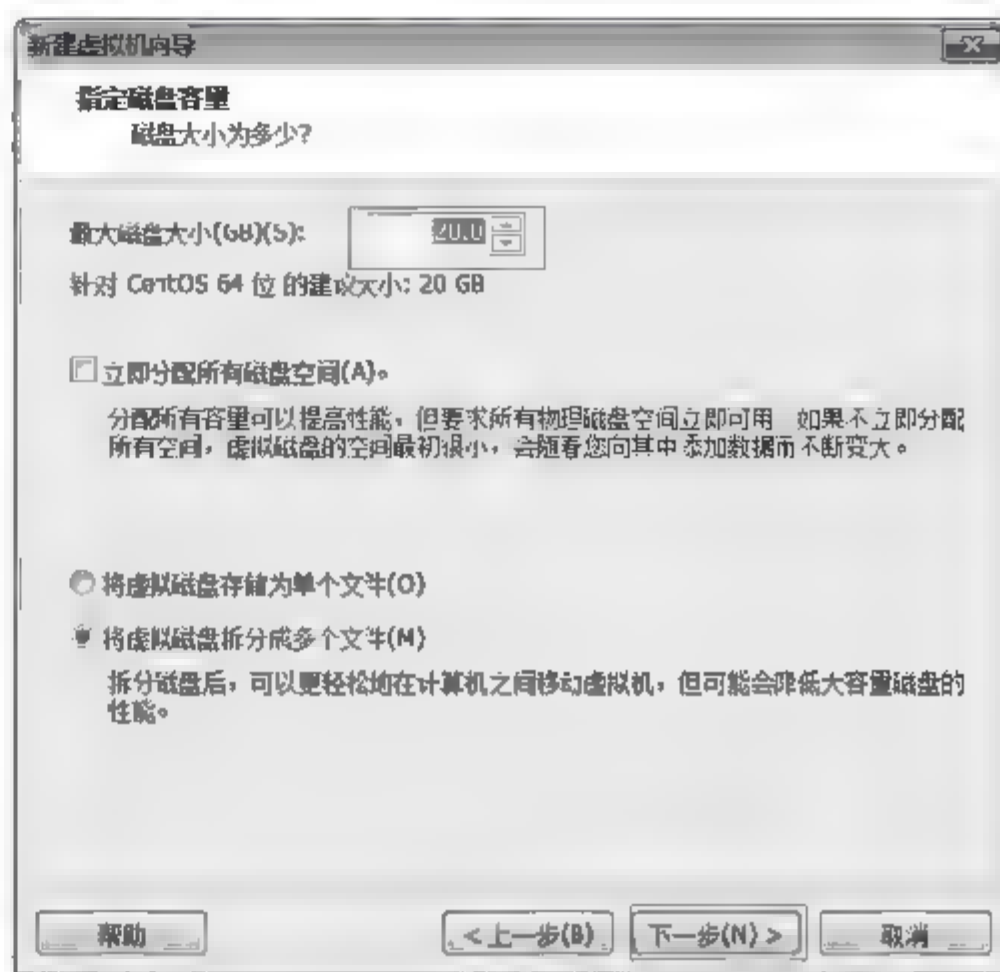 新建虚拟机向导
指定磁盘容量
磁盘大小为多少?
最大磁盘大小(GB)(S):
20.0
针对 CentOS 64 位 的建议大小: 20 GB
立即分配所有磁盘空间(A)。
分配所有容量可以提高性能，但要求所有物理磁盘空间立即可用 如果不立即分配
所有空间，虚拟磁盘的空间最初很小，会随着您向其中添加数据而不断变大。
将虚拟磁盘存储为单个文件(O)
将虚拟磁盘拆分成多个文件(M)
拆分磁盘后，可以更轻松地在计算机之间移动虚拟机，但可能会降低大容量磁盘的
性能。
帮助
< 上一步(B)
下一步(N) >
取消